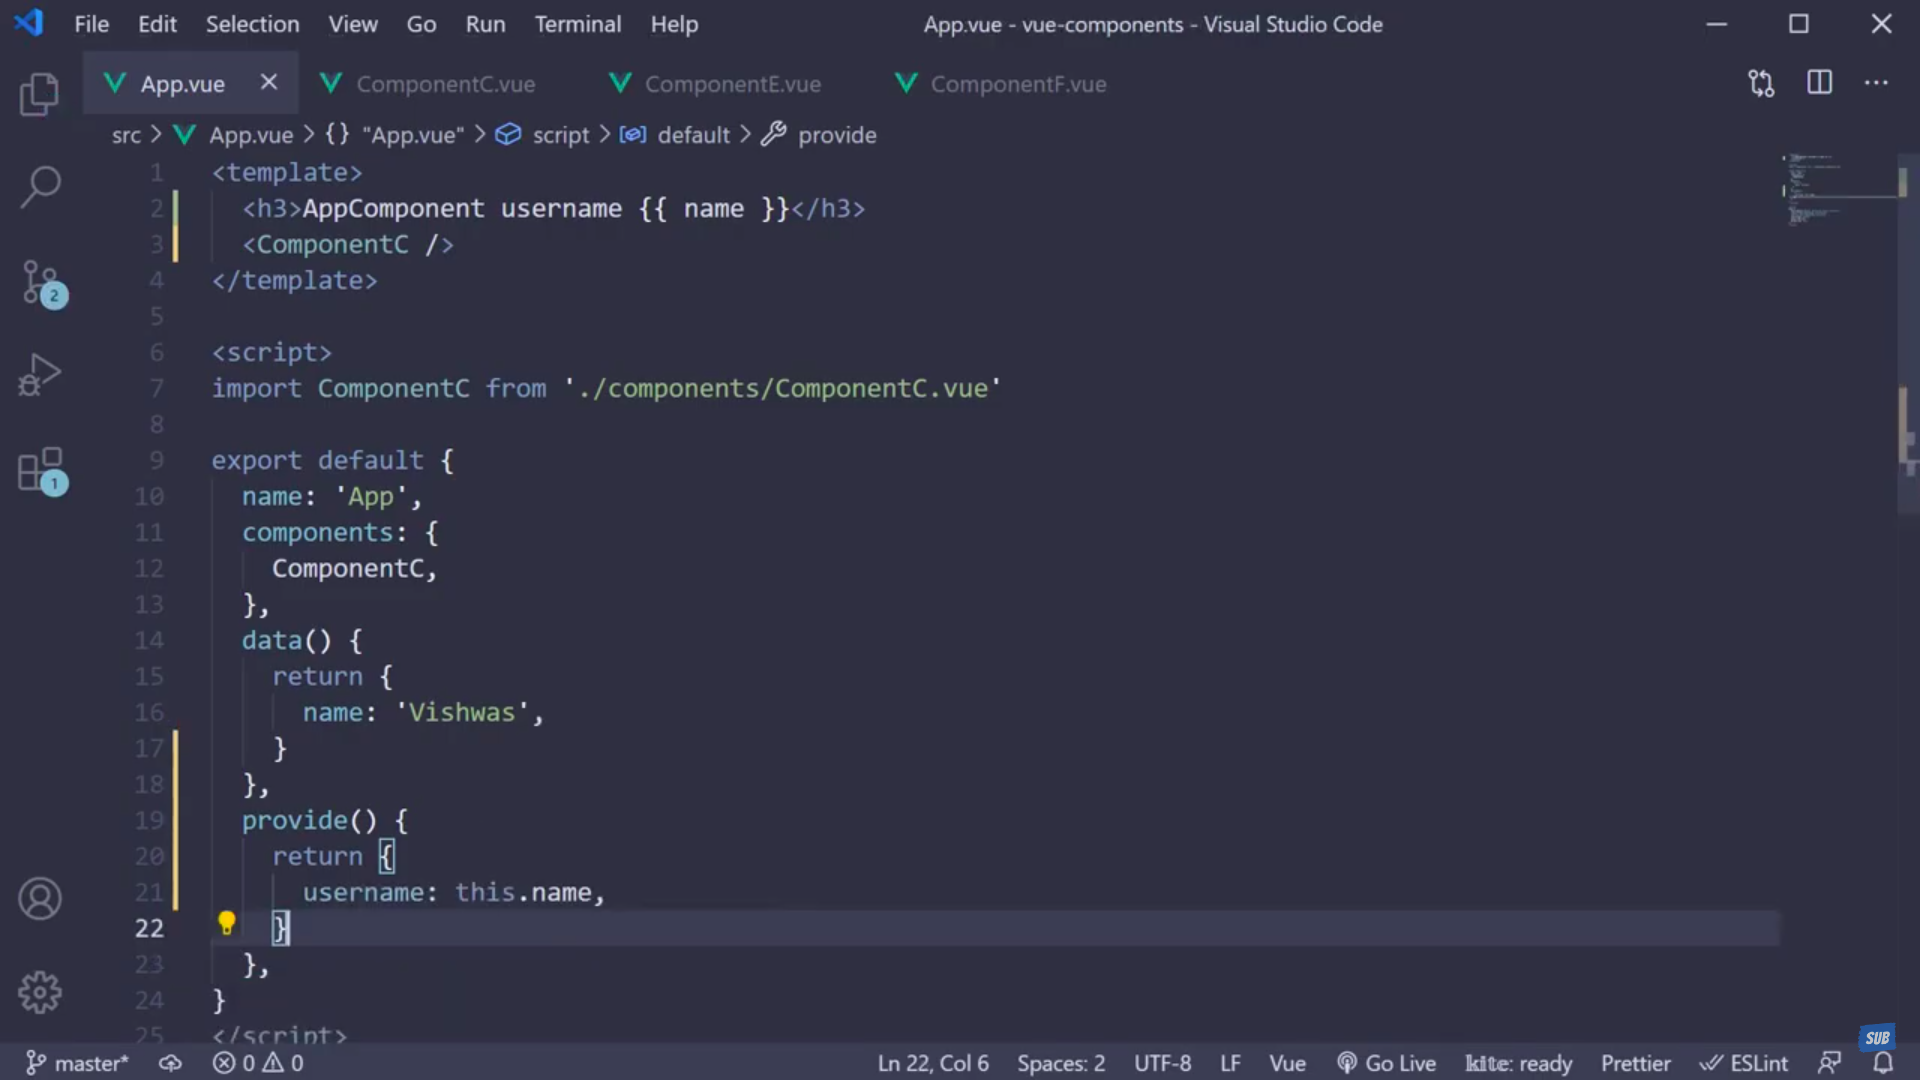 File Edit Selection View Go Run Terminal Help App.vue - vue-components - Visual Studio Code
App.vue ComponentC.vue ComponentE.vue ComponentF.vue
src > App.vue > {} "App.vue" > script > default > provide
1 <template>
2 <h3>AppComponent username {{ name }}</h3>
3 <ComponentC />
4 </template>
5
6 <script>
7 import ComponentC from './components/ComponentC.vue'
8
9 export default {
10 name: 'App',
11 components: {
12 ComponentC,
13 },
14 data() {
15 return {
16 name: 'Vishwas',
17 }
18 },
19 provide() {
20 return {
21 username: this.name,
22 }
23 },
24 }
25 </script>
2
1
SUB
master* 0 0 Ln 22, Col 6 Spaces: 2 UTF-8 LF Vue Go Live kite: ready Prettier ESLint